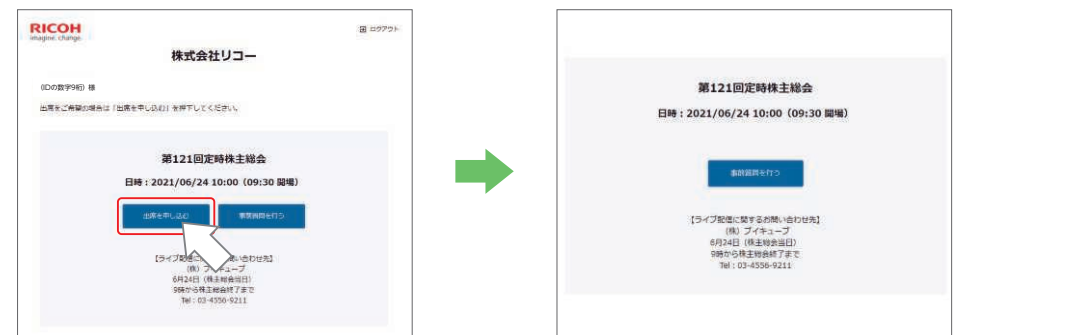 RICOH
imagine. change.
ログアウト
株式会社リコー
(IDの数字9桁) 様
出席をご希望の場合は「出席を申し込む」を押下してください。
第121回定時株主総会
日時：2021/06/24 10:00（09:30 開場）
出席を申し込む
事前質問を行う
【ライブ配信に い合わせ先】
(株) ブイキューブ
6月24日（株主総会当日）
9時から株主総会終了まで
Tel：03-4556-9211
第121回定時株主総会
日時：2021/06/24 10:00（09:30 開場）
事前質問を行う
【ライブ配信に関するお問い合わせ先】
(株) ブイキューブ
6月24日（株主総会当日）
9時から株主総会終了まで
Tel：03-4556-9211